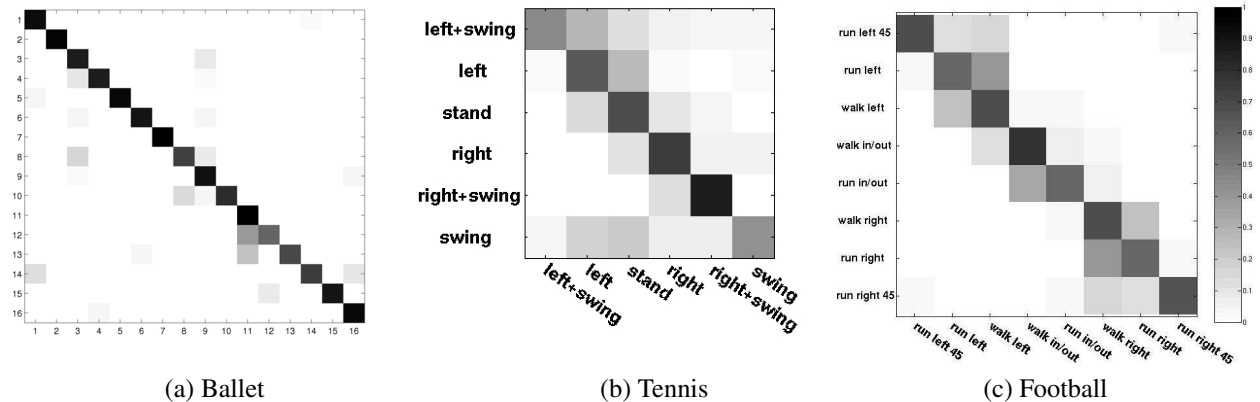 1
2
3
4
5
6
7
8
9
10
11
12
13
14
15
16
1 2 3 4 5 6 7 8 9 10 11 12 13 14 15 16
(a) Ballet
left+swing
left
stand
right
right+swing
swing
left+swing left stand right right+swing swing
(b) Tennis
run left 45
run left
walk left
walk in/out
run in/out
walk right
run right
run right 45
run left 45 run left walk left walk in/out run in/out walk right run right run right 45
1
0.9
0.8
0.7
0.6
0.5
0.4
0.3
0.2
0.1
0
(c) Football